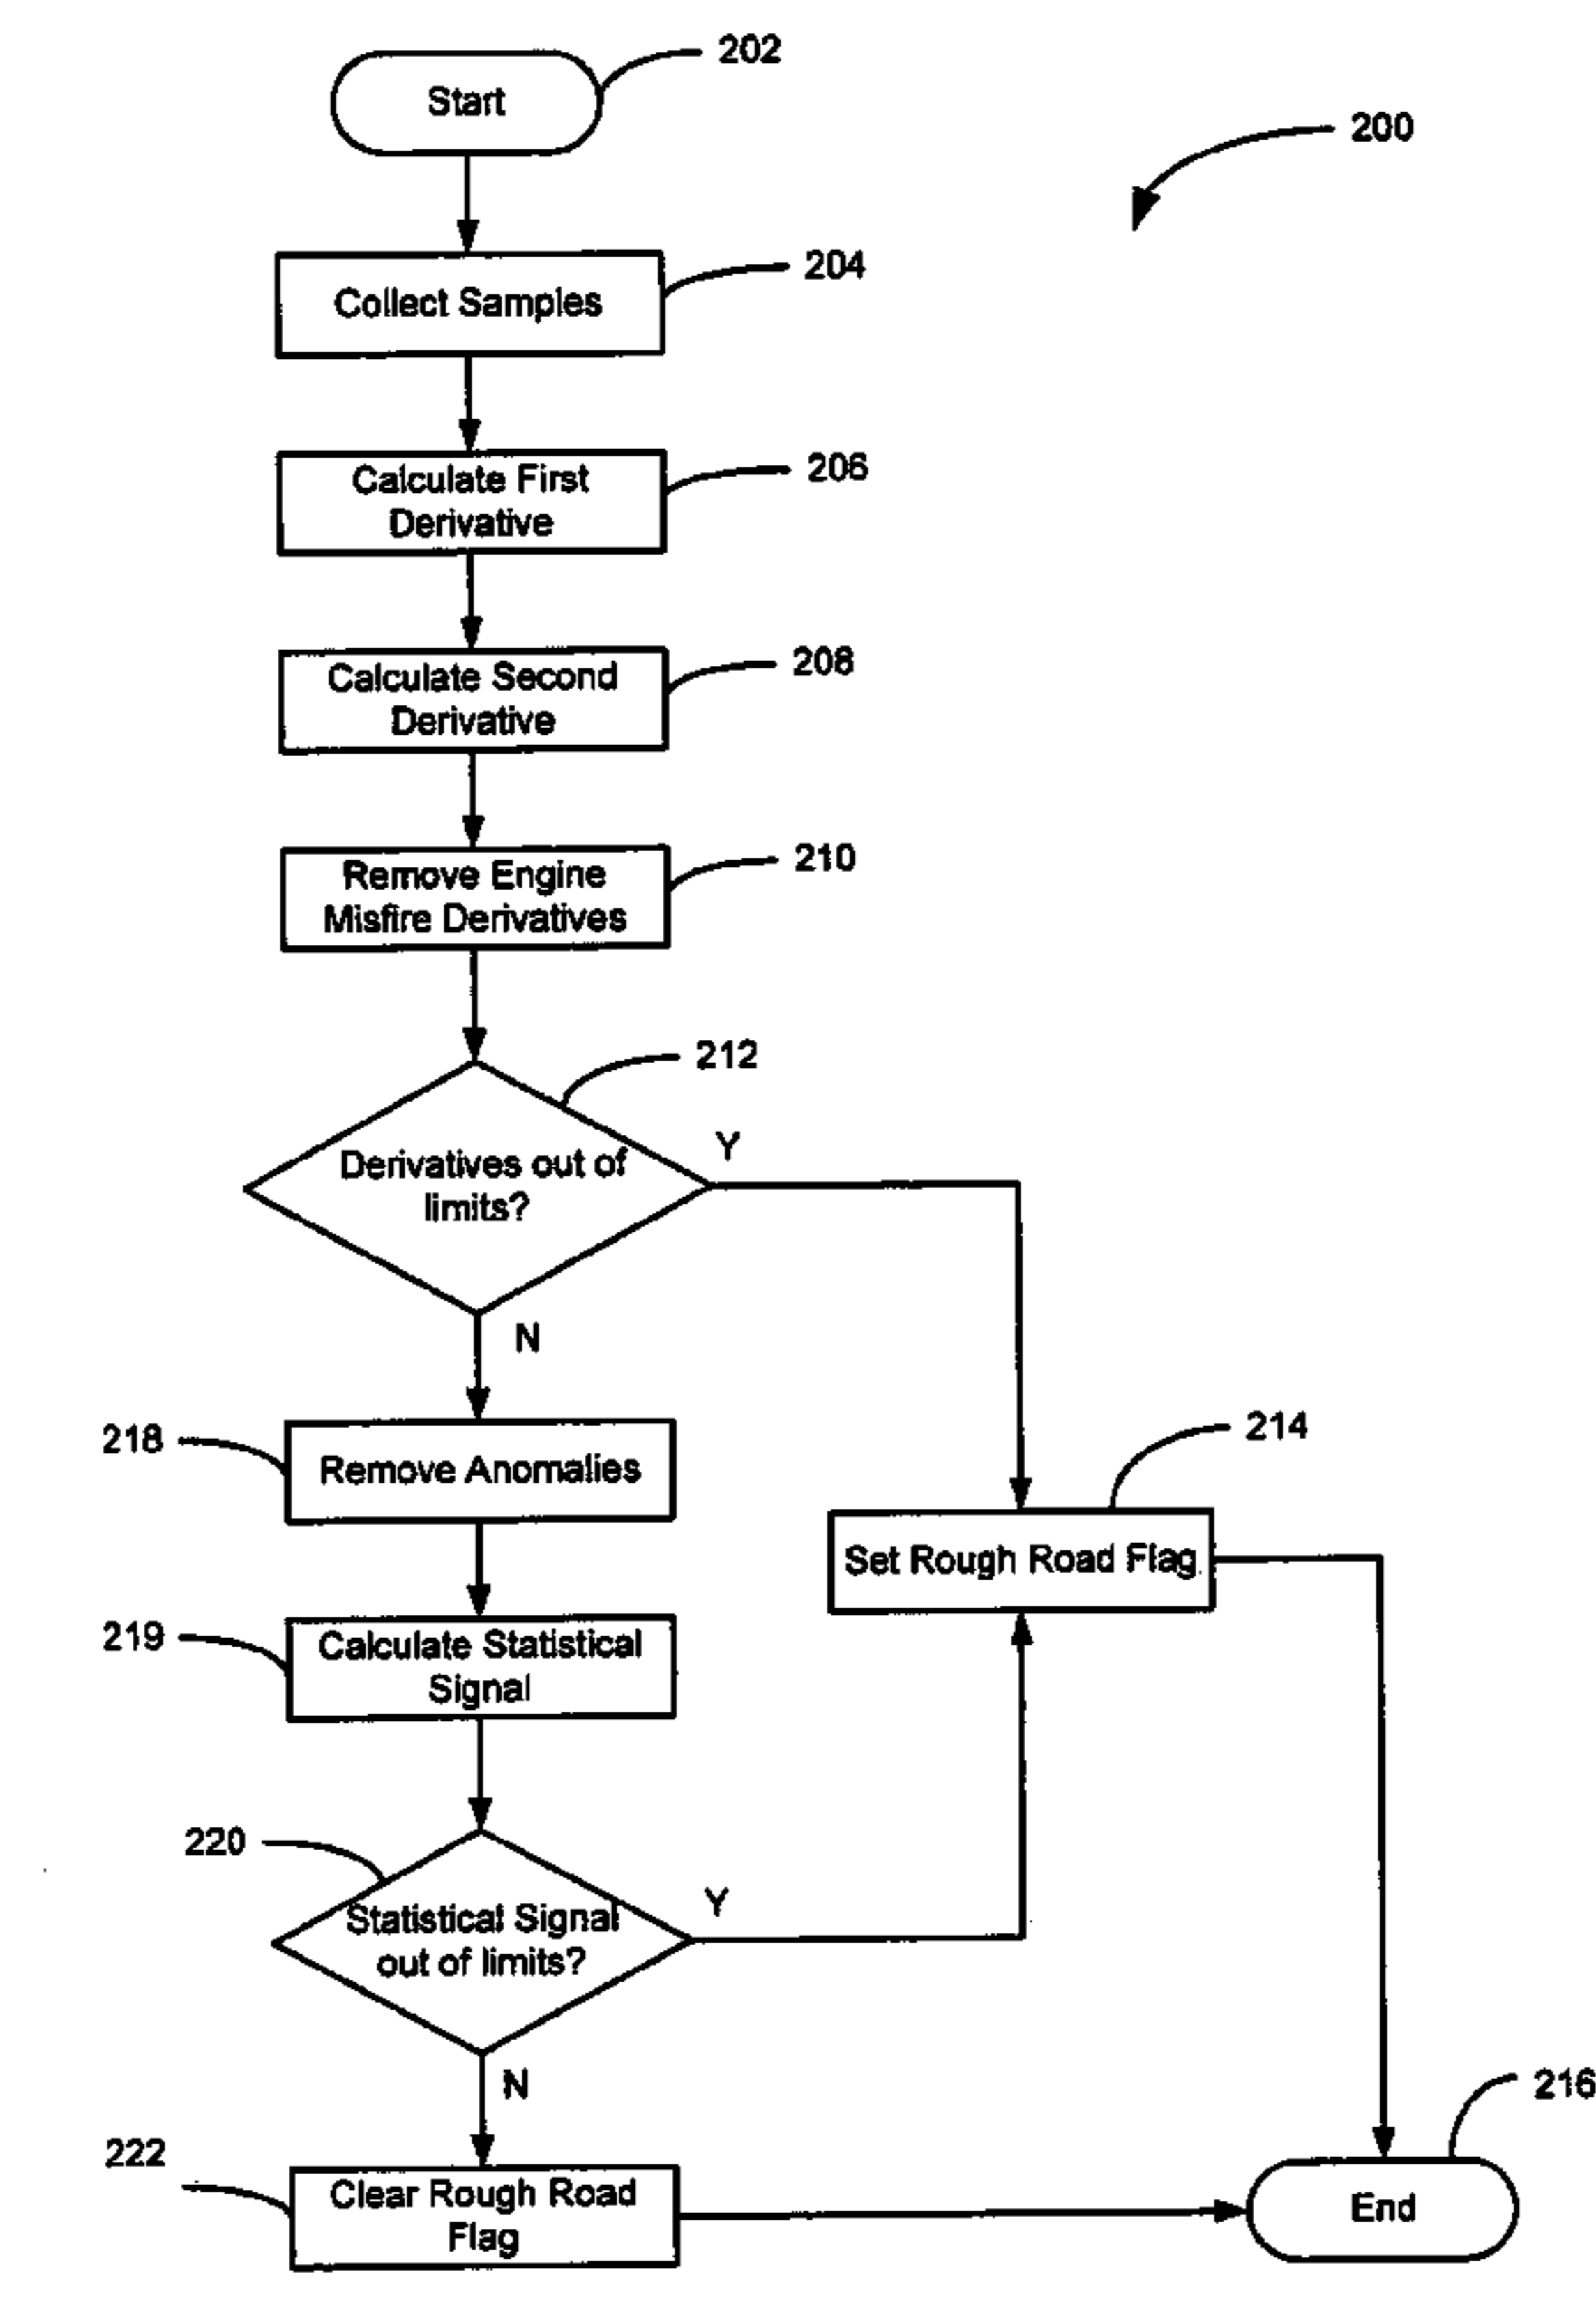 202
Start
200
204
Collect Samples
206
Calculate First
Derivative
208
Calculate Second
Derivative
210
Remove Engine
Misfire Derivatives
212
Derivatives out of
limits?
Y
N
218
Remove Anomalies
214
Set Rough Road Flag
219
Calculate Statistical
Signal
220
Statistical Signal
out of limits?
Y
N
216
222
Clear Rough Road
Flag
End